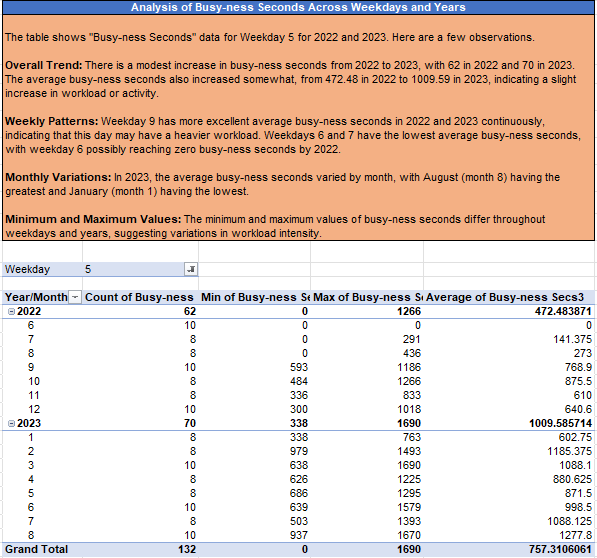 Analysis of Busy-ness Seconds Across Weekdays and Years
The table shows "Busy-ness Seconds" data for Weekday 5 for 2022 and 2023. Here are a few observations.
Overall Trend: There is a modest increase in busy-ness seconds from 2022 to 2023, with 62 in 2022 and 70 in 2023.
The average busy-ness seconds also increased somewhat, from 472.48 in 2022 to 1009.59 in 2023, indicating a slight
increase in workload or activity.
Weekly Patterns: Weekday 9 has more excellent average busy-ness seconds in 2022 and 2023 continuously,
indicating that this day may have a heavier workload. Weekdays 6 and 7 have the lowest average busy-ness seconds,
with weekday 6 possibly reaching zero busy-ness seconds by 2022.
Monthly Variations: In 2023, the average busy-ness seconds varied by month, with August (month 8) having the
greatest and January (month 1) having the lowest.
Minimum and Maximum Values: The minimum and maximum values of busy-ness seconds differ throughout
weekdays and years, suggesting variations in workload intensity.
Weekday 5
Year/Month Count of Busy-ness Min of Busy-ness Se Max of Busy-ness S Average of Busy-ness Secs3
2022 62 0 1266 472.483871
6 10 0 0 0
7 8 0 291 141.375
8 8 0 436 273
9 10 593 1186 768.9
10 8 484 1266 875.5
11 8 336 833 610
12 10 300 1018 640.6
2023 70 338 1690 1009.585714
1 8 338 763 602.75
2 8 979 1493 1185.375
3 10 638 1690 1088.1
4 8 626 1225 880.625
5 8 686 1295 871.5
6 10 639 1579 998.5
7 8 503 1393 1088.125
8 10 937 1670 1277.8
Grand Total 132 0 1690 757.3106061